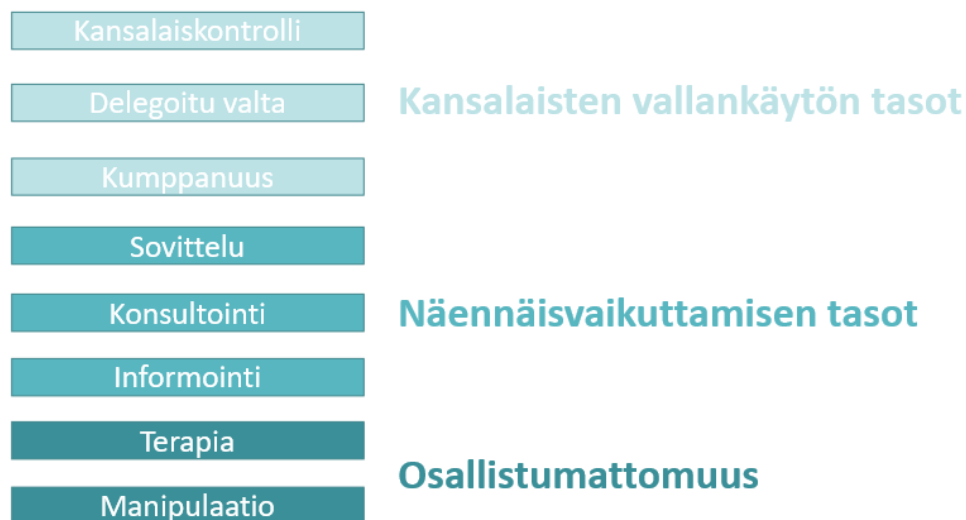 Kansalaiskontrolli
Delegoitu valta
Kansalaisten vallankäytön tasot
Kumppanuus
Sovittelu
Konsultointi
Näennäisvaikuttamisen tasot
Informointi
Terapia
Osallistumattomuus
Manipulaatio